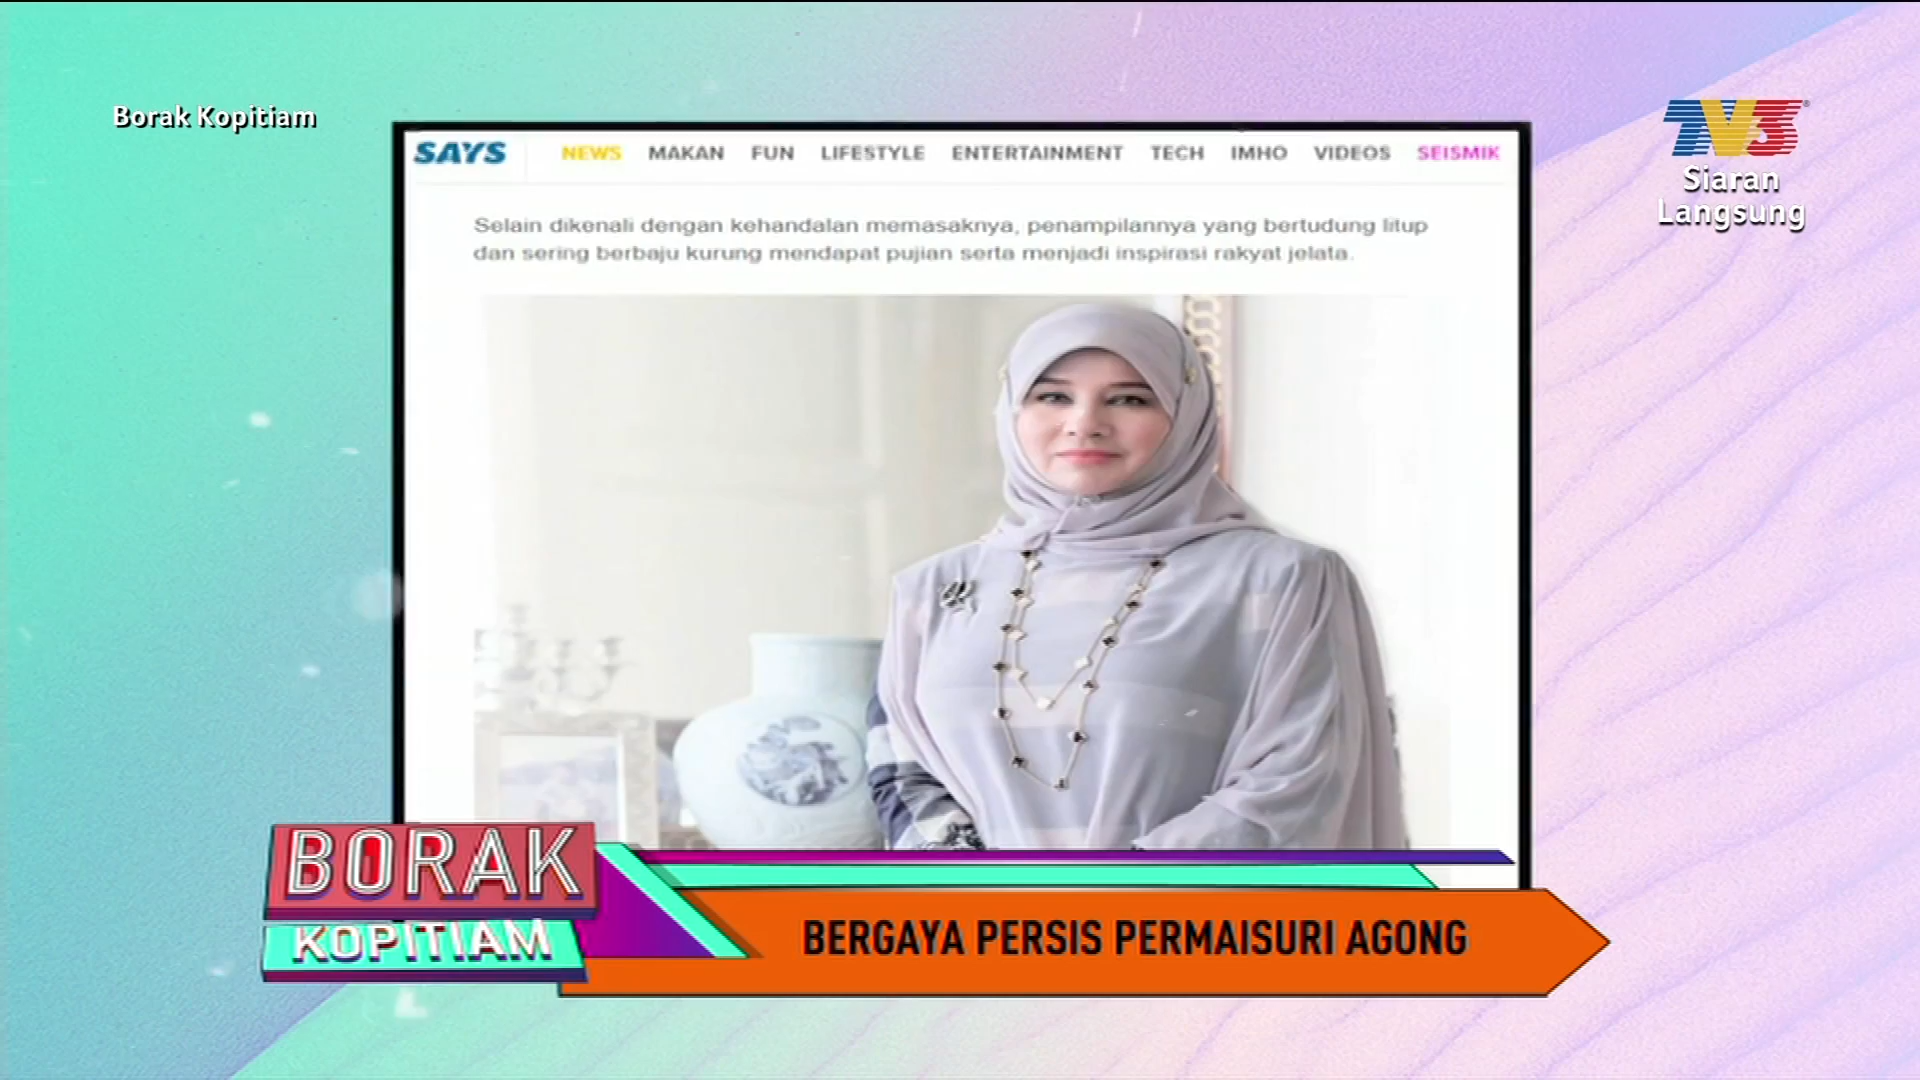 Borak Kopitiam
TV3
Siaran
Langsung
SAYS NEWS MAKAN FUN LIFESTYLE ENTERTAINMENT TECH IMHO VIDEOS SEISMIK
Selain dikenali dengan kehandalan memasaknya, penampilannya yang bertudung litup
dan sering berbaju kurung mendapat pujian serta menjadi inspirasi rakyat jelata.
BORAK
KOPITIAM
BERGAYA PERSIS PERMAISURI AGONG